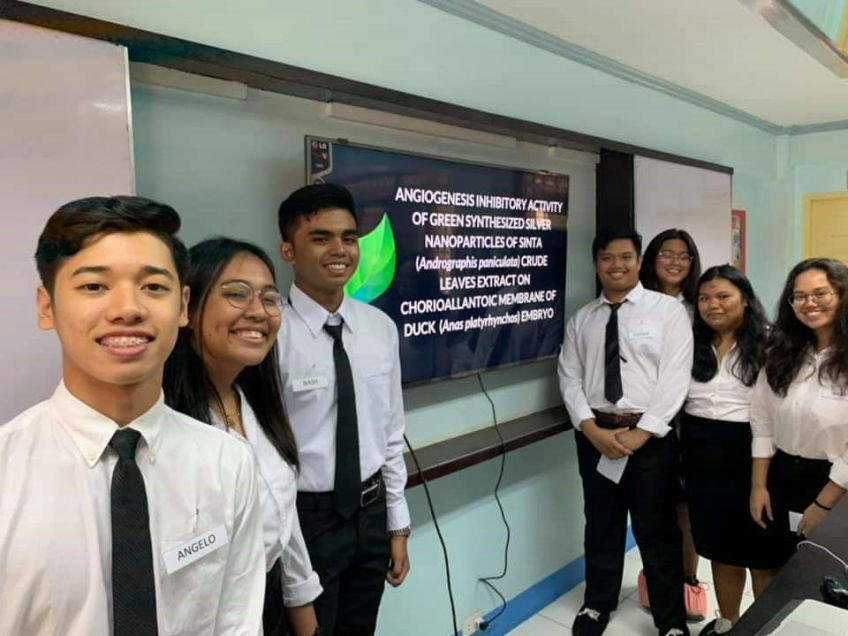 LG
ANGIOGENESIS INHIBITORY ACTIVITY
OF GREEN SYNTHESIZED SILVER
NANOPARTICLES OF SINTA
(Andrographis paniculata) CRUDE
LEAVES EXTRACT ON
CHORIOALLANTOIC MEMBRANE OF
DUCK (Anas platyrhynchos) EMBRYO
NASH
ANGELO